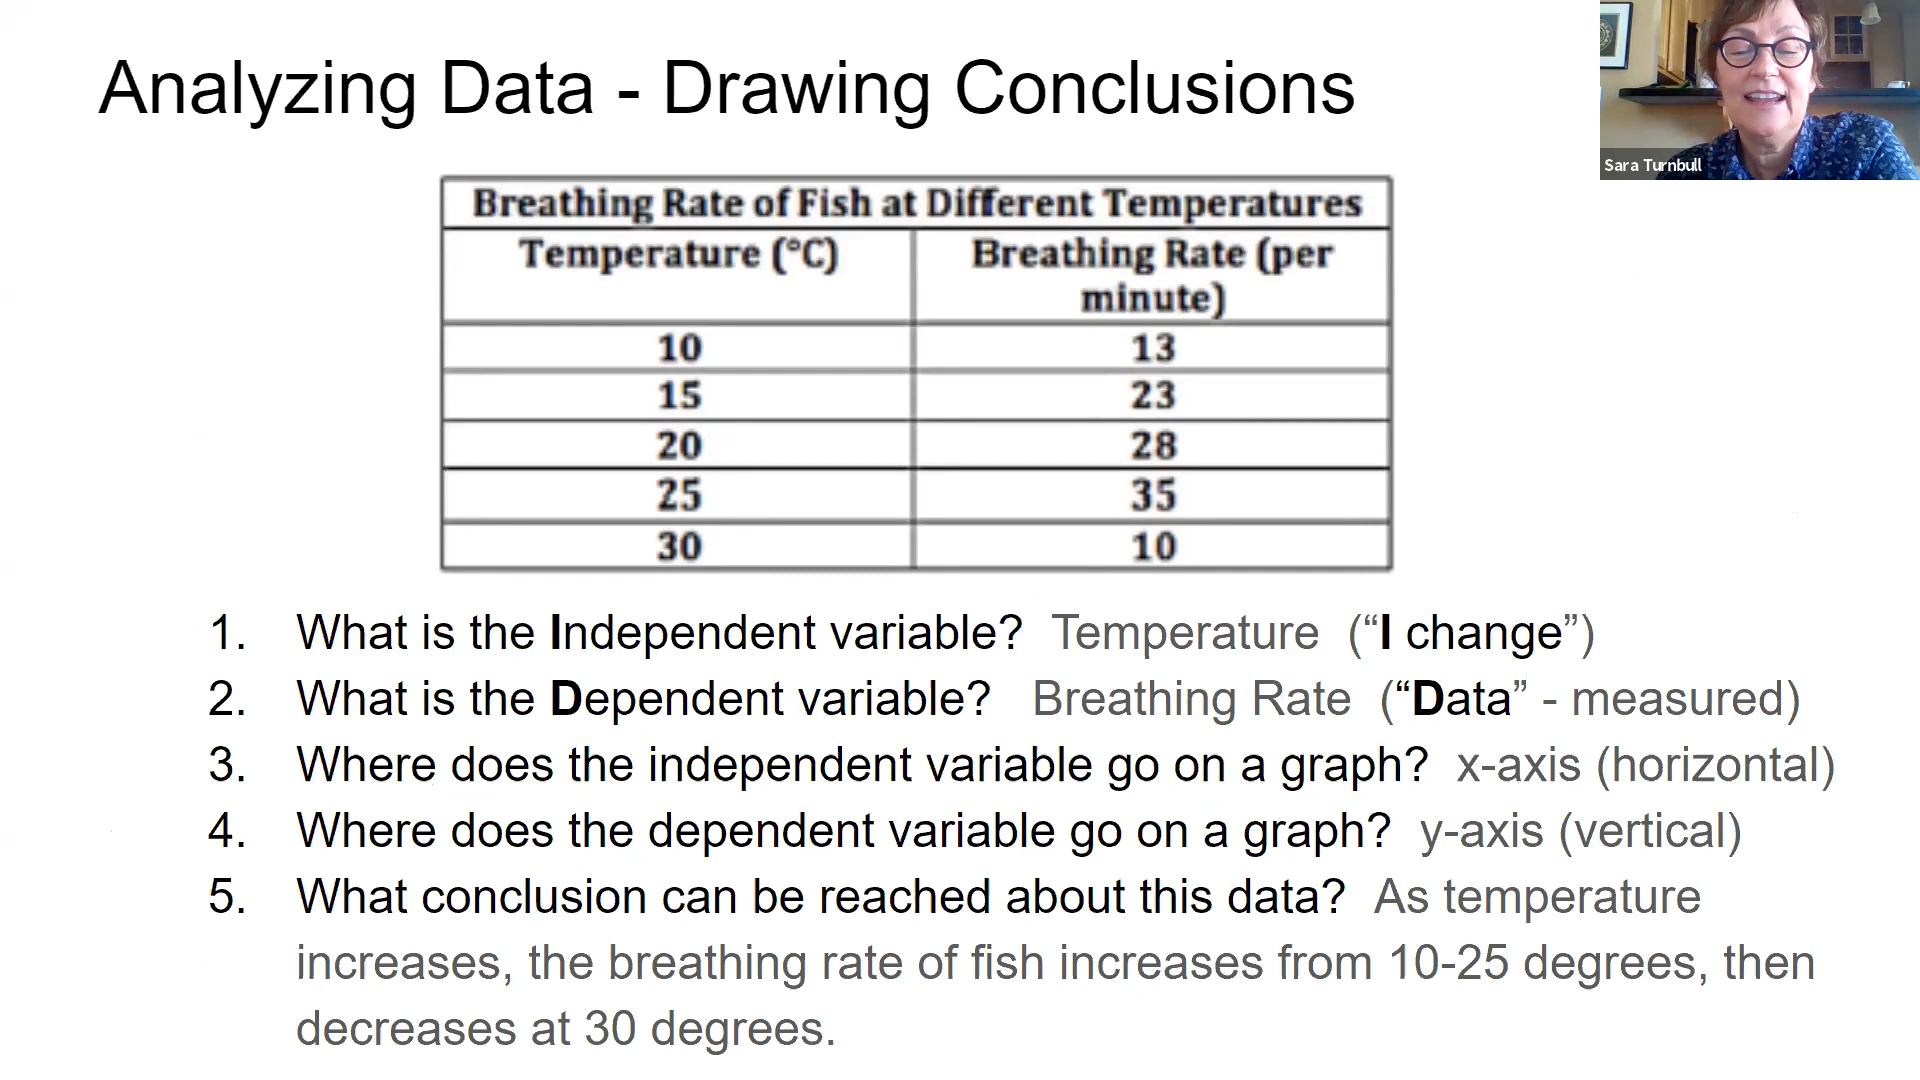 Analyzing Data - Drawing Conclusions
Sara Turnbull
Breathing Rate of Fish at Different Temperatures
Temperature (°C) Breathing Rate (per
minute)
10 13
15 23
20 28
25 35
30 10
1. What is the Independent variable? Temperature (“I change”)
2. What is the Dependent variable? Breathing Rate (“Data” - measured)
3. Where does the independent variable go on a graph? x-axis (horizontal)
4. Where does the dependent variable go on a graph? y-axis (vertical)
5. What conclusion can be reached about this data? As temperature
increases, the breathing rate of fish increases from 10-25 degrees, then
decreases at 30 degrees.